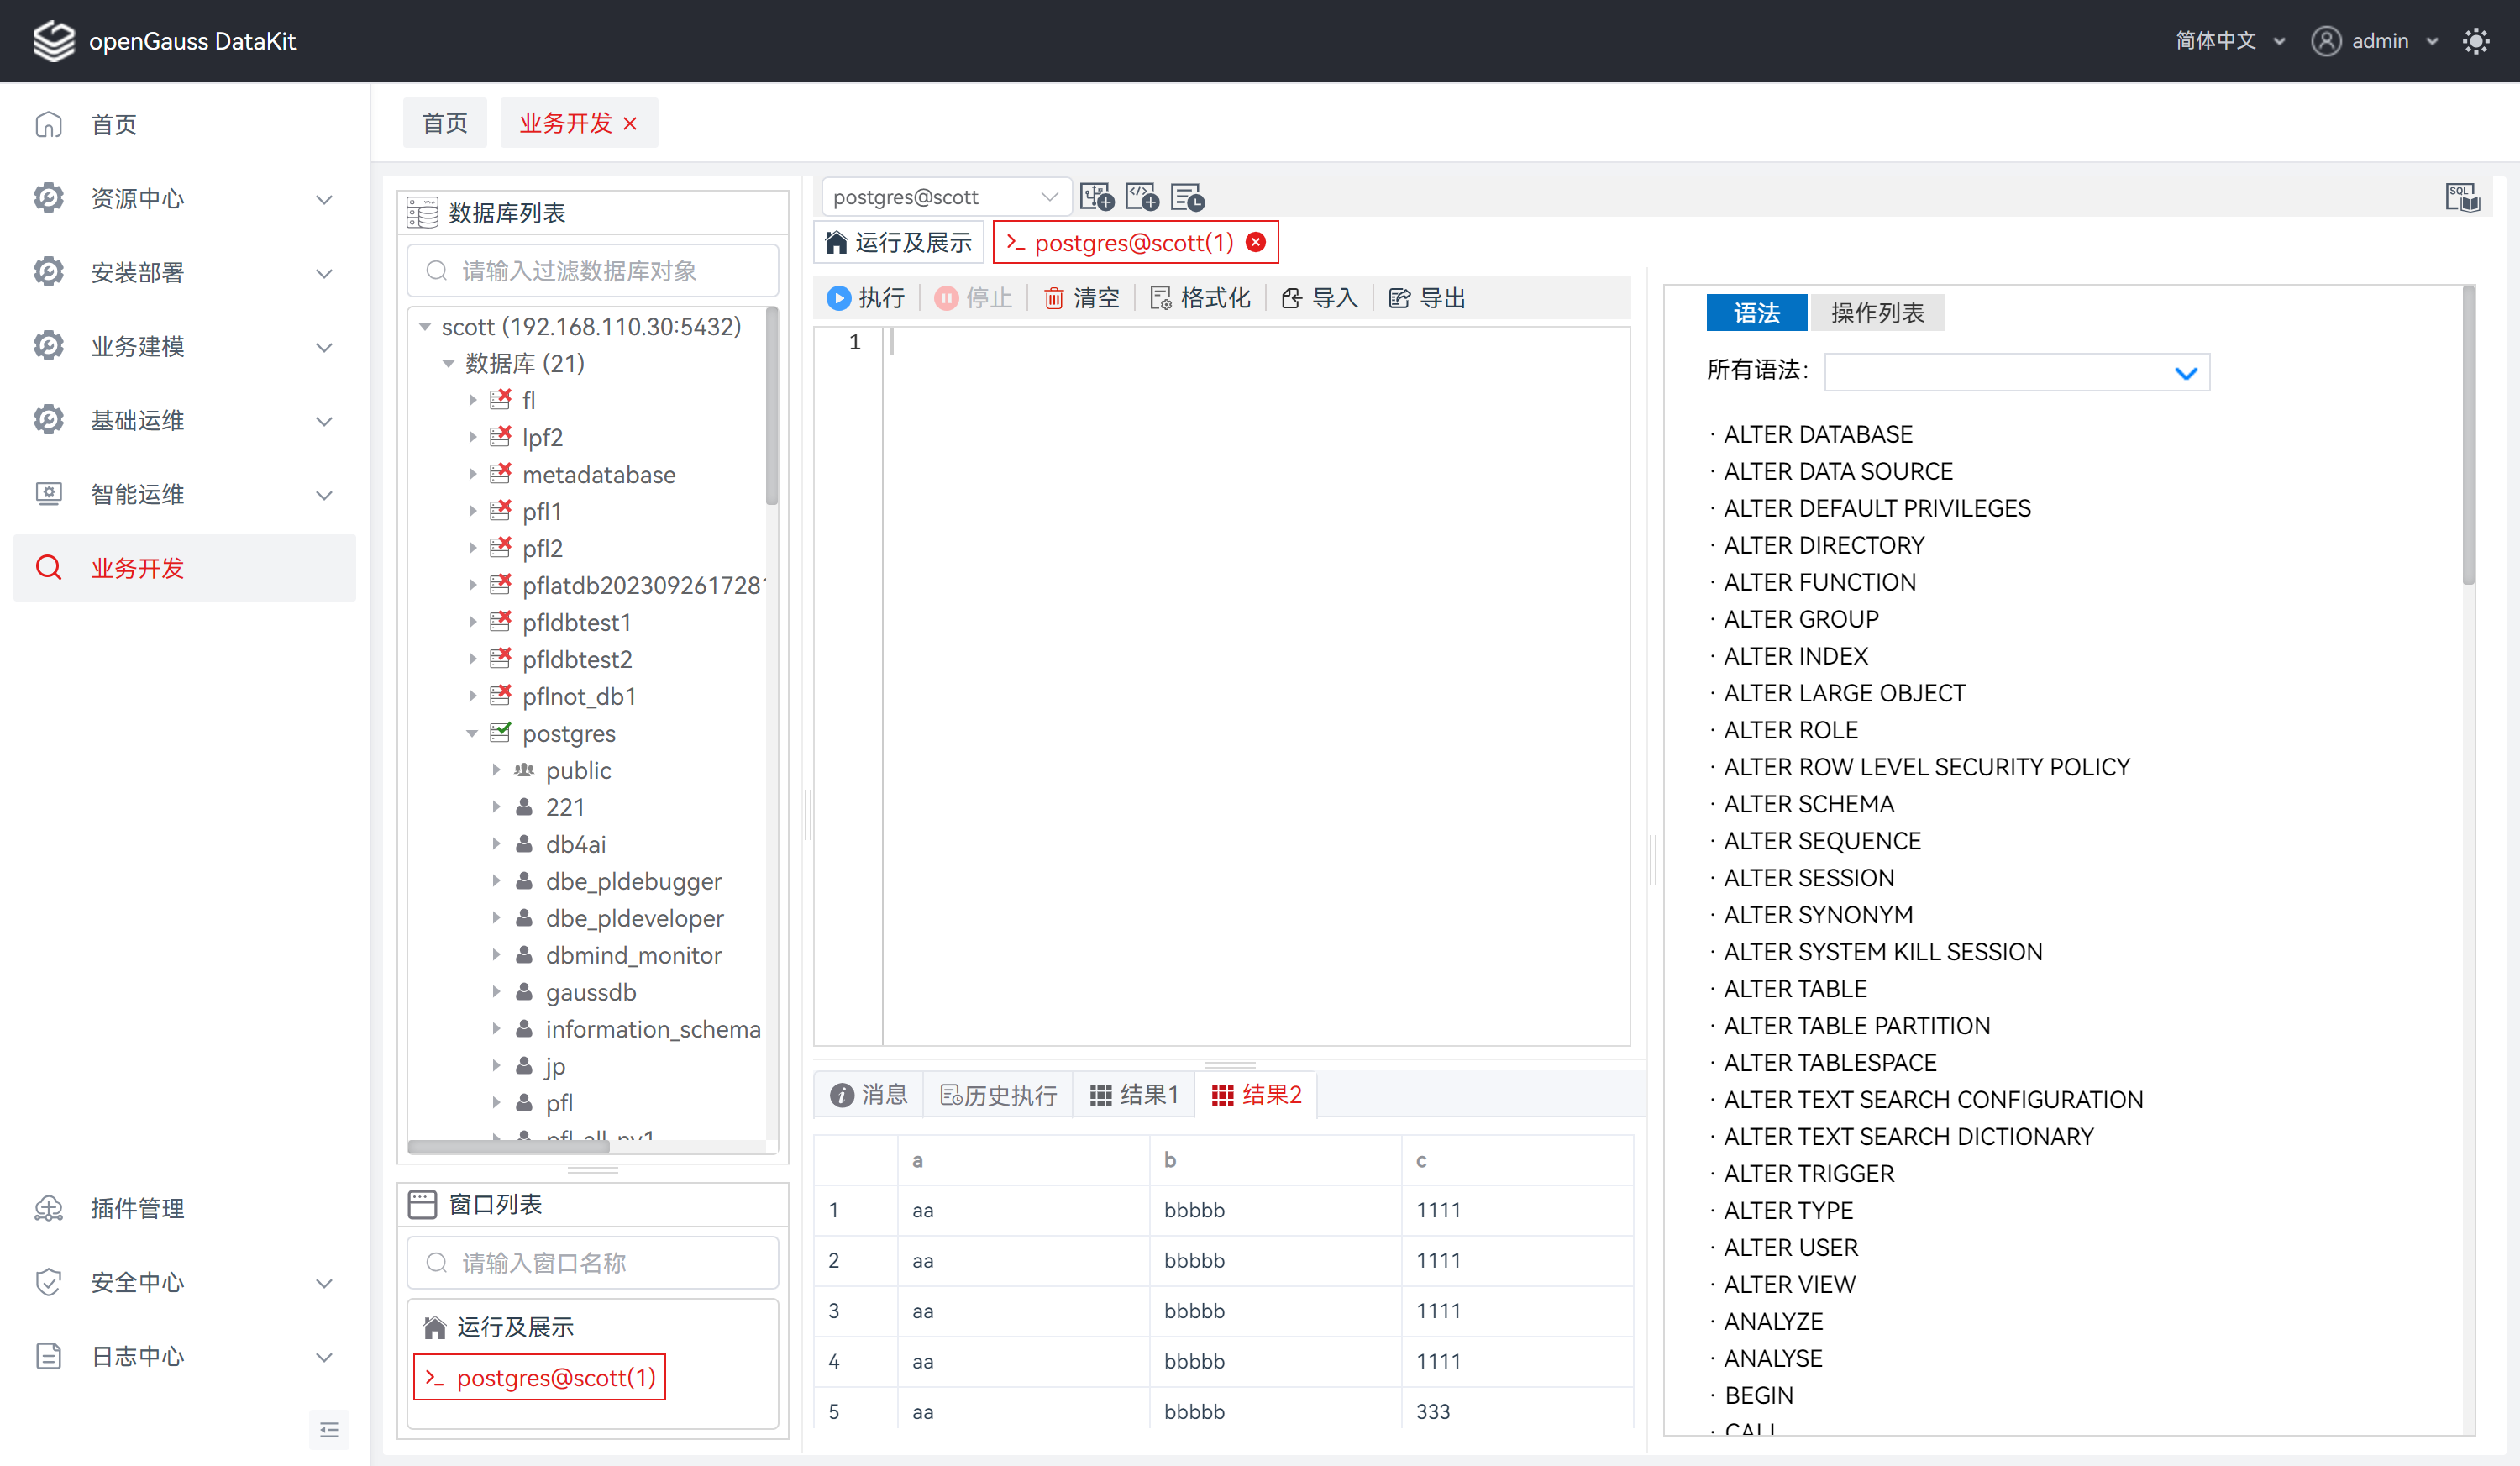 openGauss DataKit
简体中文
admin
首页
资源中心
安装部署
业务建模
基础运维
智能运维
业务开发
插件管理
安全中心
日志中心
首页
业务开发
数据库列表
请输入过滤数据库对象
scott (192.168.110.30:5432)
数据库 (21)
fl
lpf2
metadatabase
pfl1
pfl2
pflatdb20230926172
pfldbtest1
pfldbtest2
pflnot_db1
postgres
public
221
db4ai
dbe_pldebugger
dbe_pldeveloper
dbmind_monitor
gaussdb
information_schema
jp
pfl
窗口列表
请输入窗口名称
运行及展示
postgres@scott(1)
postgres@scott
SQL
运行及展示
postgres@scott(1)
执行 停止 清空 格式化 导入 导出
1
消息 历史执行 结果1 结果2
a b c
1 aa bbbbb 1111
2 aa bbbbb 1111
3 aa bbbbb 1111
4 aa bbbbb 1111
5 aa bbbbb 333
语法 操作列表
所有语法：
· ALTER DATABASE
· ALTER DATA SOURCE
· ALTER DEFAULT PRIVILEGES
· ALTER DIRECTORY
· ALTER FUNCTION
· ALTER GROUP
· ALTER INDEX
· ALTER LARGE OBJECT
· ALTER ROLE
· ALTER ROW LEVEL SECURITY POLICY
· ALTER SCHEMA
· ALTER SEQUENCE
· ALTER SESSION
· ALTER SYNONYM
· ALTER SYSTEM KILL SESSION
· ALTER TABLE
· ALTER TABLE PARTITION
· ALTER TABLESPACE
· ALTER TEXT SEARCH CONFIGURATION
· ALTER TEXT SEARCH DICTIONARY
· ALTER TRIGGER
· ALTER TYPE
· ALTER USER
· ALTER VIEW
· ANALYZE
· ANALYSE
· BEGIN
· CALL